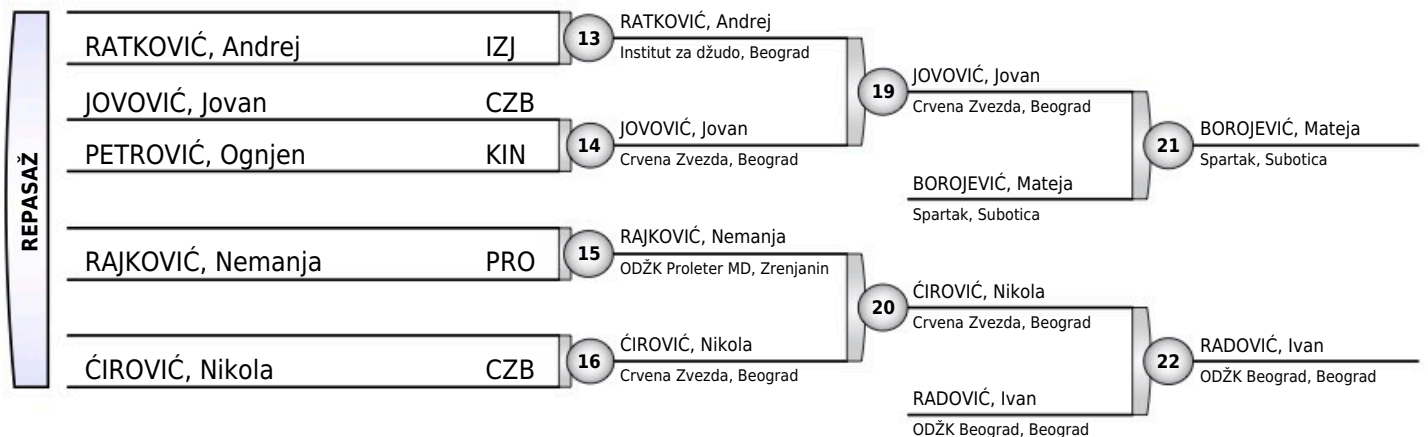 REPASAŽ
RATKOVIĆ, Andrej IZJ
JOVOVIĆ, Jovan CZB
PETROVIĆ, Ognjen KIN
RAJKOVIĆ, Nemanja PRO
ĆIROVIĆ, Nikola CZB
13
RATKOVIĆ, Andrej
Institut za džudo, Beograd
14
JOVOVIĆ, Jovan
Crvena Zvezda, Beograd
15
RAJKOVIĆ, Nemanja
ODŽK Proleter MD, Zrenjanin
16
ĆIROVIĆ, Nikola
Crvena Zvezda, Beograd
19
JOVOVIĆ, Jovan
Crvena Zvezda, Beograd
BOROJEVIĆ, Mateja
Spartak, Subotica
20
ĆIROVIĆ, Nikola
Crvena Zvezda, Beograd
RADOVIĆ, Ivan
ODŽK Beograd, Beograd
21
BOROJEVIĆ, Mateja
Spartak, Subotica
22
RADOVIĆ, Ivan
ODŽK Beograd, Beograd